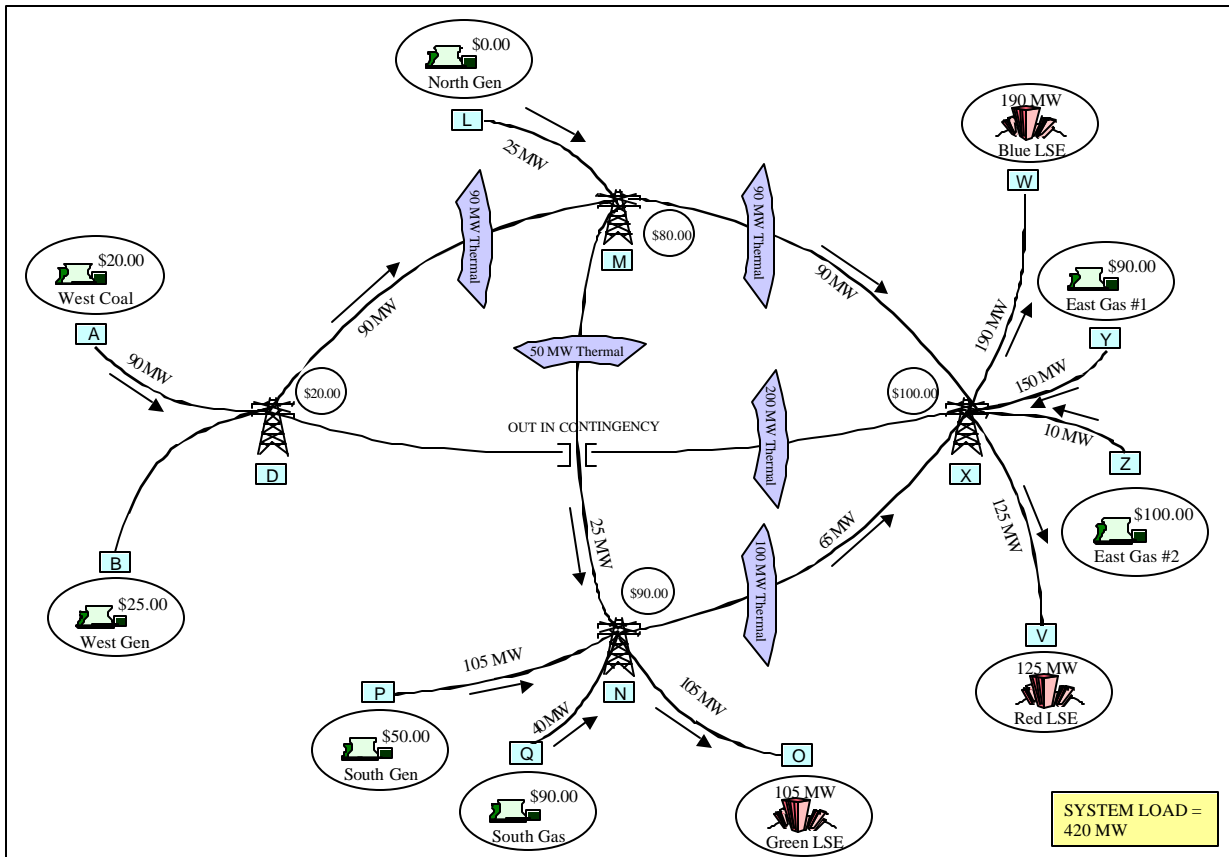 $0.00
North Gen
L
25 MW
190 MW
Blue LSE
W
90 MW Thermal
90 MW Thermal
$80.00
M
90 MW
90 MW
190 MW
$20.00
West Coal
A
90 MW
$90.00
East Gas #1
Y
150 MW
50 MW Thermal
$20.00
200 MW Thermal
$100.00
OUT IN CONTINGENCY
10 MW
D
X
Z
$100.00
East Gas #2
125 MW
B
$25.00
West Gen
25 MW
100 MW Thermal
65 MW
$90.00
105 MW
P
N
105 MW
40 MW
V
125 MW
Red LSE
$50.00
South Gen
Q
O
$90.00
South Gas
105 MW
Green LSE
SYSTEM LOAD =
420 MW